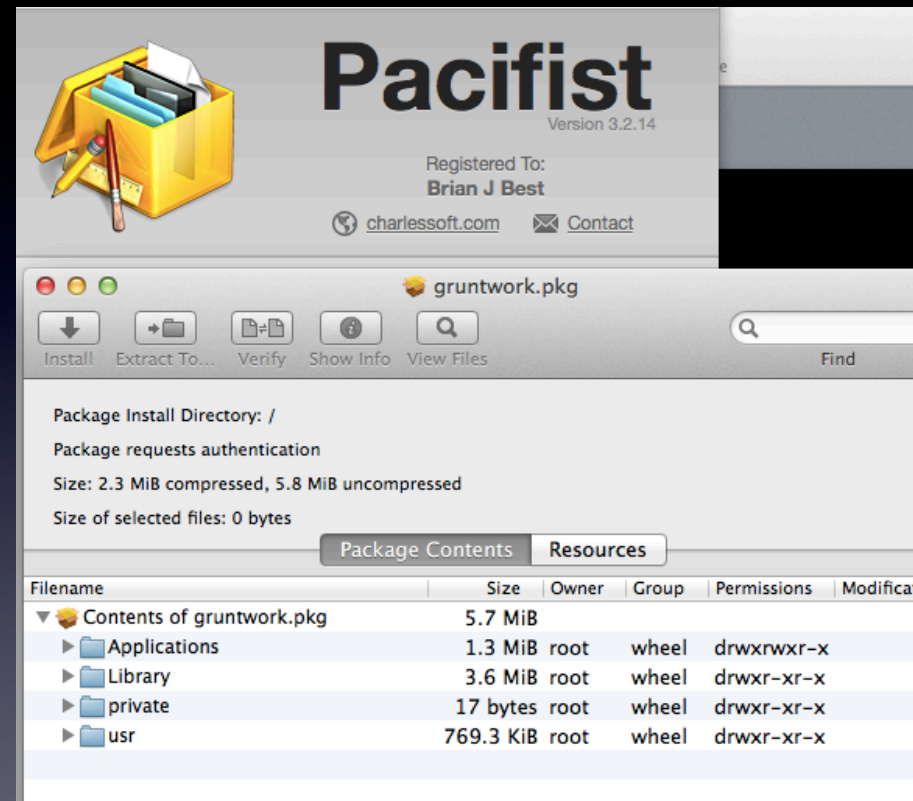 Pacifist
Version 3.2.14
Registered To:
Brian J Best
charlessoft.com Contact
gruntwork.pkg
Install Extract To... Verify Show Info View Files Find
Package Install Directory: /
Package requests authentication
Size: 2.3 MiB compressed, 5.8 MiB uncompressed
Size of selected files: 0 bytes
Package Contents Resources
Filename Size Owner Group Permissions Modifica
Contents of gruntwork.pkg 5.7 MiB
Applications 1.3 MiB root wheel drwxrwxr-x
Library 3.6 MiB root wheel drwxr-xr-x
private 17 bytes root wheel drwxr-xr-x
usr 769.3 KiB root wheel drwxr-xr-x